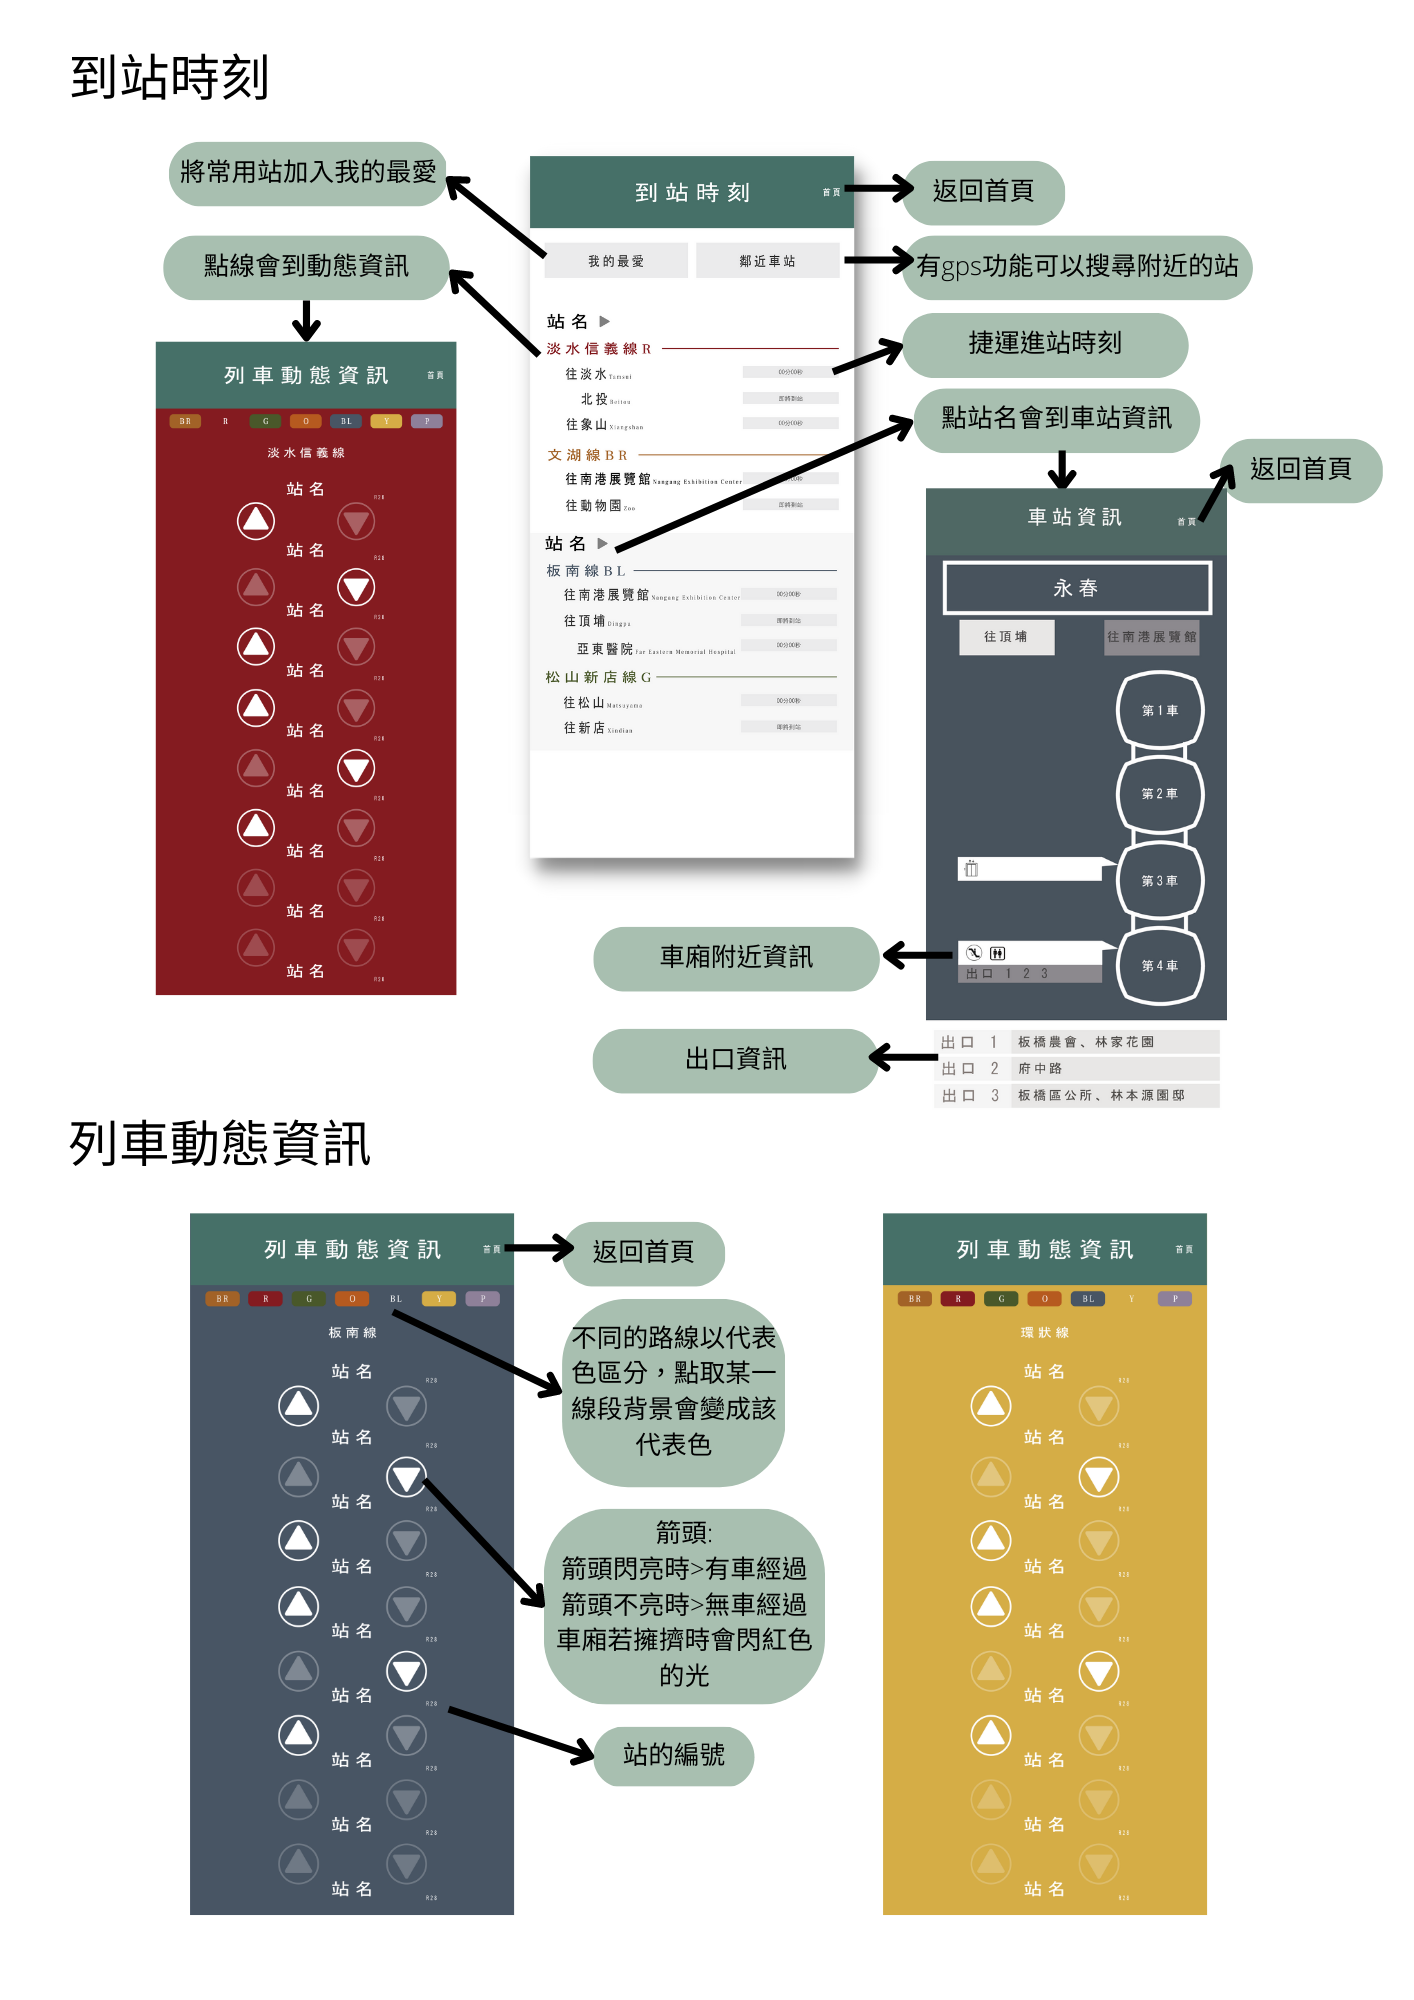 到站時刻
將常用站加入我的最愛
點線會到動態資訊
到站時刻
首頁
返回首頁
我的最愛
鄰近車站
有gps功能可以搜尋附近的站
站名
淡水信義線R
往淡水 Tamsui
00分00秒
北投 Beitou
即將到站
往象山 Xiangshan
00分00秒
文湖線BR
往南港展覽館 Nangang Exhibition Center
往動物園 Zoo
即將到站
站名
板南線BL
往南港展覽館 Nangang Exhibition Center
00分00秒
往頂埔 Dingpu
即將到站
亞東醫院 Far Eastern Memorial Hospital
00分00秒
松山新店線G
往松山 Matsuyama
00分00秒
往新店 Xindian
即將到站
捷運進站時刻
點站名會到車站資訊
返回首頁
列車動態資訊
首頁
BR R G O BL Y P
淡水信義線
站名
R28
站名
R28
站名
R28
站名
R28
站名
R28
站名
R28
站名
R28
站名
R28
站名
R28
車站資訊
首頁
永春
往頂埔
往南港展覽館
第1車
第2車
第3車
第4車
出口 1 2 3
車廂附近資訊
出口資訊
出口 1 板橋農會、林家花園
出口 2 府中路
出口 3 板橋區公所、林本源園邸
列車動態資訊
列車動態資訊
首頁
BR R G O BL Y P
板南線
站名
R28
站名
R28
站名
R28
站名
R28
站名
R28
站名
R28
站名
R28
站名
R28
站名
R28
返回首頁
不同的路線以代表
色區分，點取某一
線段背景會變成該
代表色
箭頭:
箭頭閃亮時>有車經過
箭頭不亮時>無車經過
車廂若擁擠時會閃紅色
的光
站的編號
列車動態資訊
首頁
BR R G O BL Y P
環狀線
站名
R28
站名
R28
站名
R28
站名
R28
站名
R28
站名
R28
站名
R28
站名
R28
站名
R28